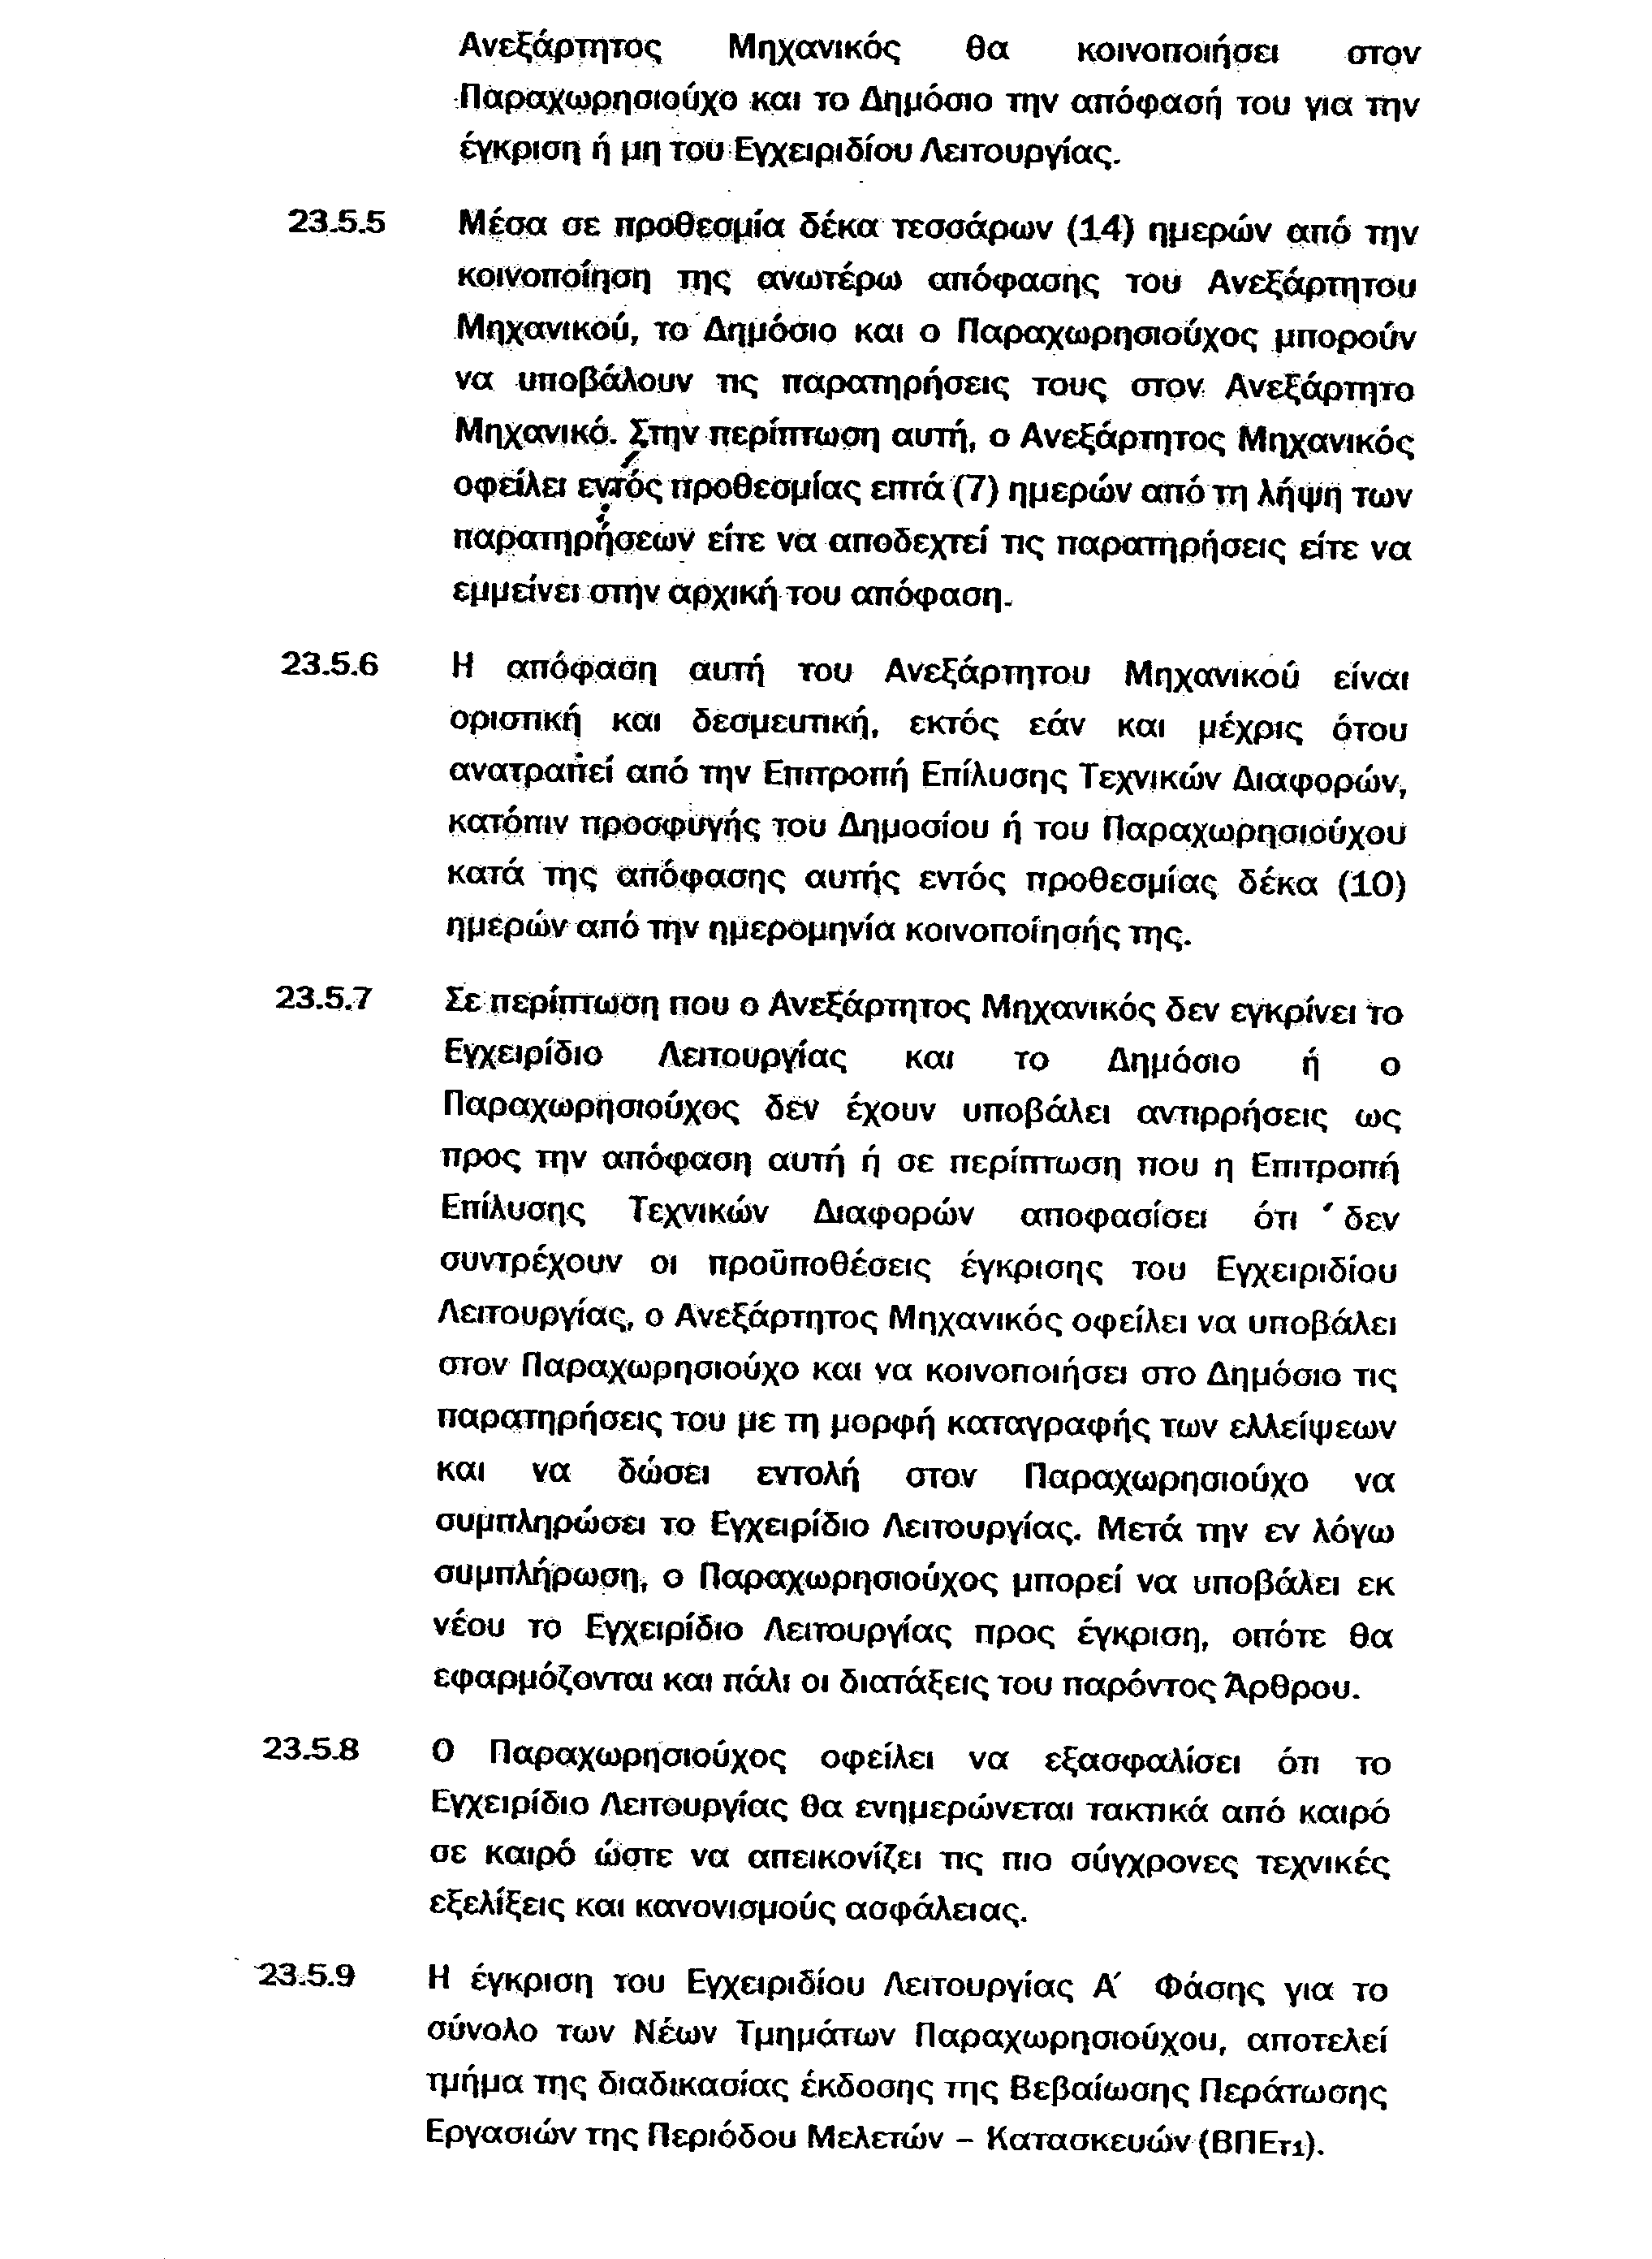 Ανεξάρτητος Μηχανικός θα κοινοποιήσει στον
Παραχωρησιούχο και το Δημόσιο την απόφασή του για την
έγκριση ή μη του Εγχειριδίου Λειτουργίας.
23.5.5 Μέσα σε προθεσμία δέκα τεσσάρων (14) ημερών από την
κοινοποίηση της ανωτέρω απόφασης του Ανεξάρτητου
Μηχανικού, το Δημόσιο και ο Παραχωρησιούχος μπορούν
να υποβάλουν τις παρατηρήσεις τους στον Ανεξάρτητο
Μηχανικό. Στην περίπτωση αυτή, ο Ανεξάρτητος Μηχανικός
οφείλει εντός προθεσμίας επτά (7) ημερών από τη λήψη των
παρατηρήσεων είτε να αποδεχτεί τις παρατηρήσεις είτε να
εμμείνει στην αρχική του απόφαση.
23.5.6 Η απόφαση αυτή του Ανεξάρτητου Μηχανικού είναι
οριστική και δεσμευτική, εκτός εάν και μέχρις ότου
ανατραπεί από την Επιτροπή Επίλυσης Τεχνικών Διαφορών,
κατόπιν προσφυγής του Δημοσίου ή του Παραχωρησιούχου
κατά της απόφασης αυτής εντός προθεσμίας δέκα (10)
ημερών από την ημερομηνία κοινοποίησής της.
23.5.7 Σε περίπτωση που ο Ανεξάρτητος Μηχανικός δεν εγκρίνει το
Εγχειρίδιο Λειτουργίας και το Δημόσιο ή ο
Παραχωρησιούχος δεν έχουν υποβάλει αντιρρήσεις ως
προς την απόφαση αυτή ή σε περίπτωση που η Επιτροπή
Επίλυσης Τεχνικών Διαφορών αποφασίσει ότι δεν
συντρέχουν οι προϋποθέσεις έγκρισης του Εγχειριδίου
Λειτουργίας, ο Ανεξάρτητος Μηχανικός οφείλει να υποβάλει
στον Παραχωρησιούχο και να κοινοποιήσει στο Δημόσιο τις
παρατηρήσεις του με τη μορφή καταγραφής των ελλείψεων
και να δώσει εντολή στον Παραχωρησιούχο να
συμπληρώσει το Εγχειρίδιο Λειτουργίας. Μετά την εν λόγω
συμπλήρωση, ο Παραχωρησιούχος μπορεί να υποβάλει εκ
νέου το Εγχειρίδιο Λειτουργίας προς έγκριση, οπότε θα
εφαρμόζονται και πάλι οι διατάξεις του παρόντος Άρθρου.
23.5.8 Ο Παραχωρησιούχος οφείλει να εξασφαλίσει ότι το
Εγχειρίδιο Λειτουργίας θα ενημερώνεται τακτικά από καιρό
σε καιρό ώστε να απεικονίζει τις πιο σύγχρονες τεχνικές
εξελίξεις και κανονισμούς ασφάλειας.
23.5.9 Η έγκριση του Εγχειριδίου Λειτουργίας Α΄ Φάσης για το
σύνολο των Νέων Τμημάτων Παραχωρησιούχου, αποτελεί
τμήμα της διαδικασίας έκδοσης της Βεβαίωσης Περάτωσης
Εργασιών της Περιόδου Μελετών – Κατασκευών (ΒΠΕτ1).